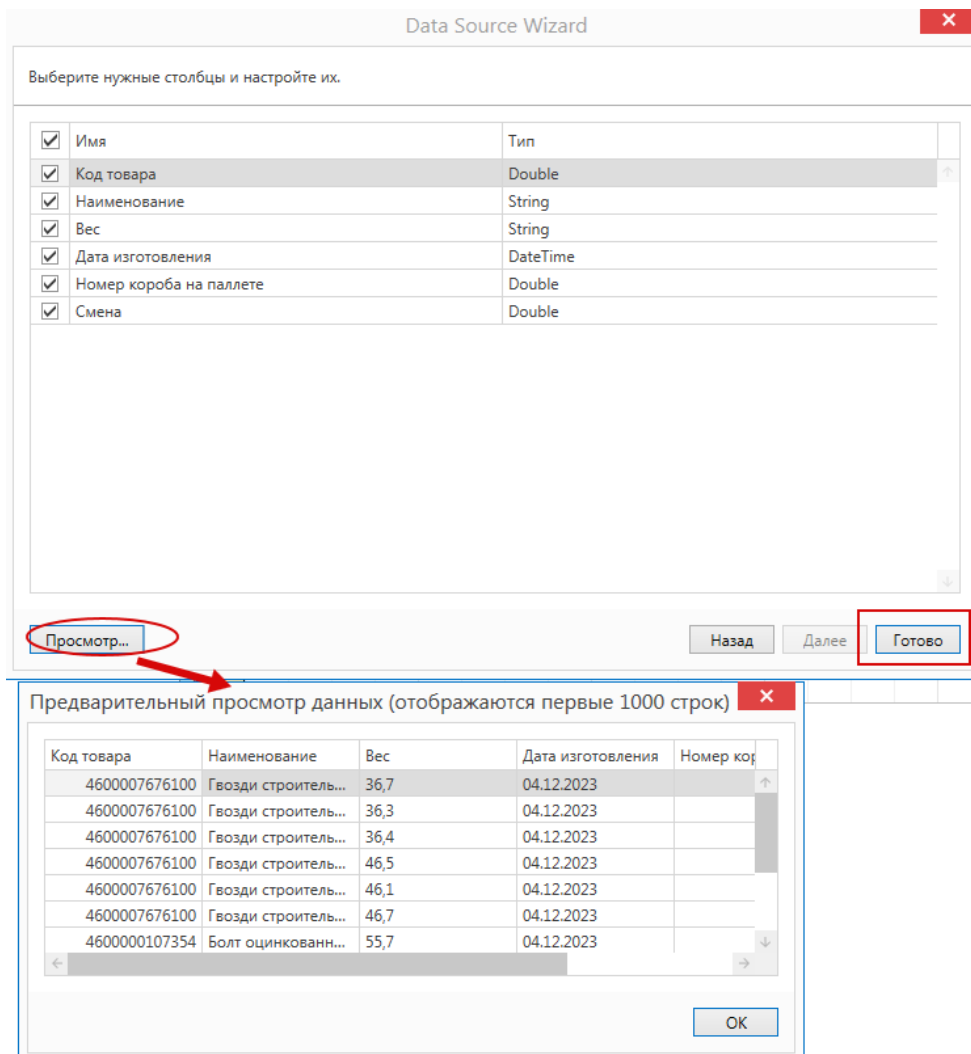 Data Source Wizard
Выберите нужные столбцы и настройте их.
Имя Тип
Код товара Double
Наименование String
Вес String
Дата изготовления DateTime
Номер короба на паллете Double
Смена Double
Просмотр... Назад Далее Готово
Предварительный просмотр данных (отображаются первые 1000 строк)
Код товара Наименование Вес Дата изготовления Номер кор
4600007676100 Гвозди строитель... 36,7 04.12.2023
4600007676100 Гвозди строитель... 36,3 04.12.2023
4600007676100 Гвозди строитель... 36,4 04.12.2023
4600007676100 Гвозди строитель... 46,5 04.12.2023
4600007676100 Гвозди строитель... 46,1 04.12.2023
4600007676100 Гвозди строитель... 46,7 04.12.2023
4600000107354 Болт оцинкованн... 55,7 04.12.2023
OK